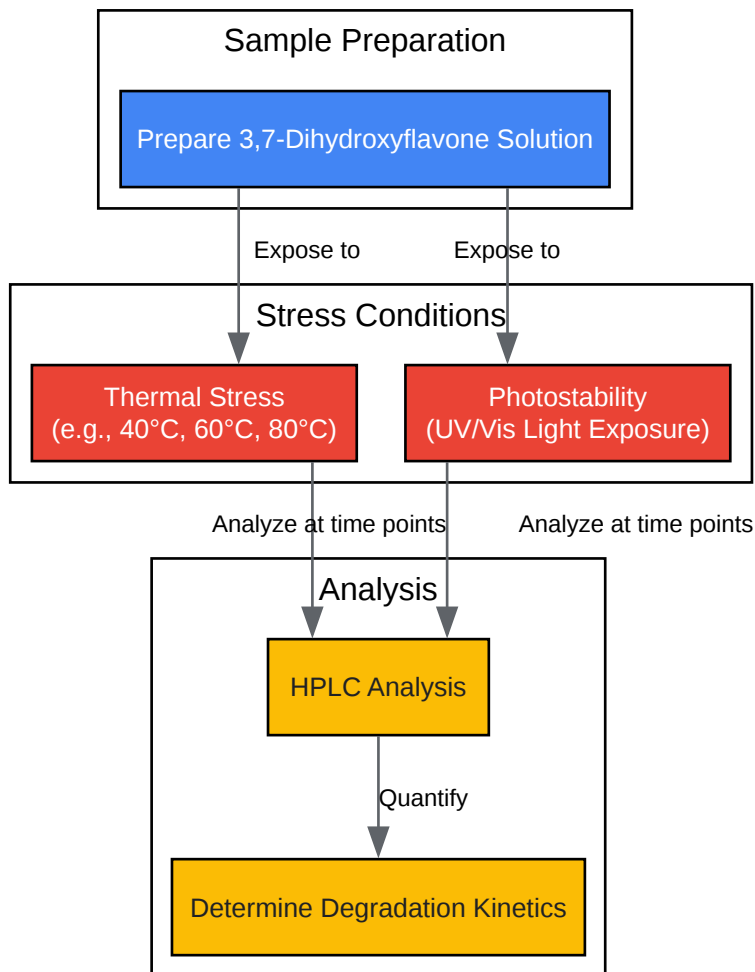 Sample Preparation
Prepare 3,7-Dihydroxyflavone Solution
Expose to
Expose to
Stress Conditions
Thermal Stress
(e.g., 40°C, 60°C, 80°C)
Photostability
(UV/Vis Light Exposure)
Analyze at time points
Analyze at time points
Analysis
HPLC Analysis
Quantify
Determine Degradation Kinetics